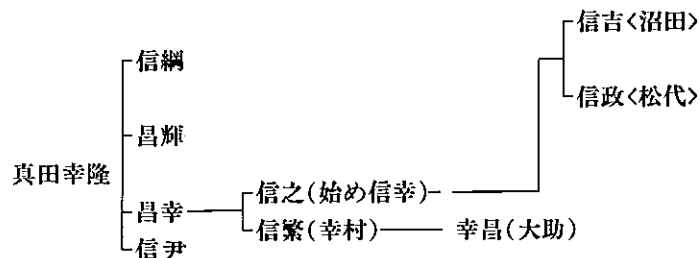 信吉<沼田>
信綱
信政<松代>
昌輝
真田幸隆
信之(始め信幸)
昌幸
信繁(幸村)
幸昌(大助)
信尹